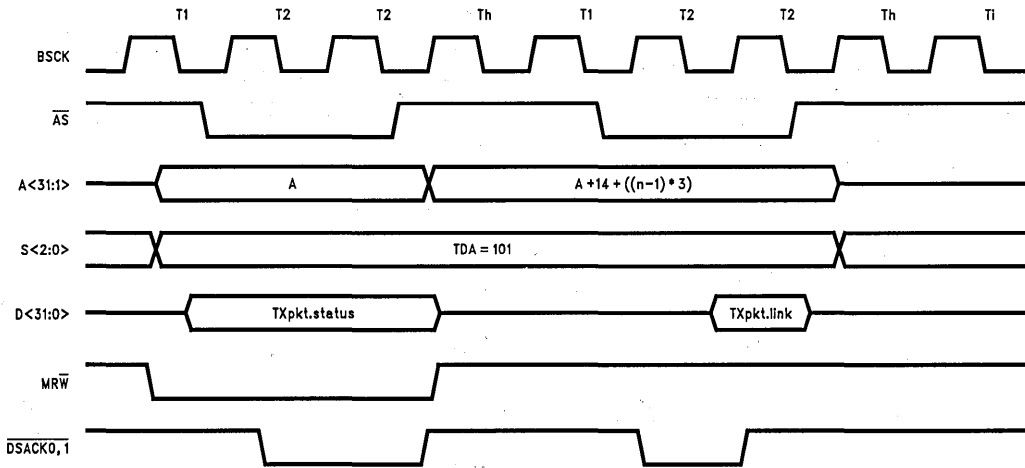 T1 T2 T2 Th T1 T2 T2 Th Ti
BSCK
AS
A<31:1> A A+14+((n-1)*3)
S<2:0> TDA=101
D<31:0> TXpkt.status TXpkt.link
MRW
DSACK0,1